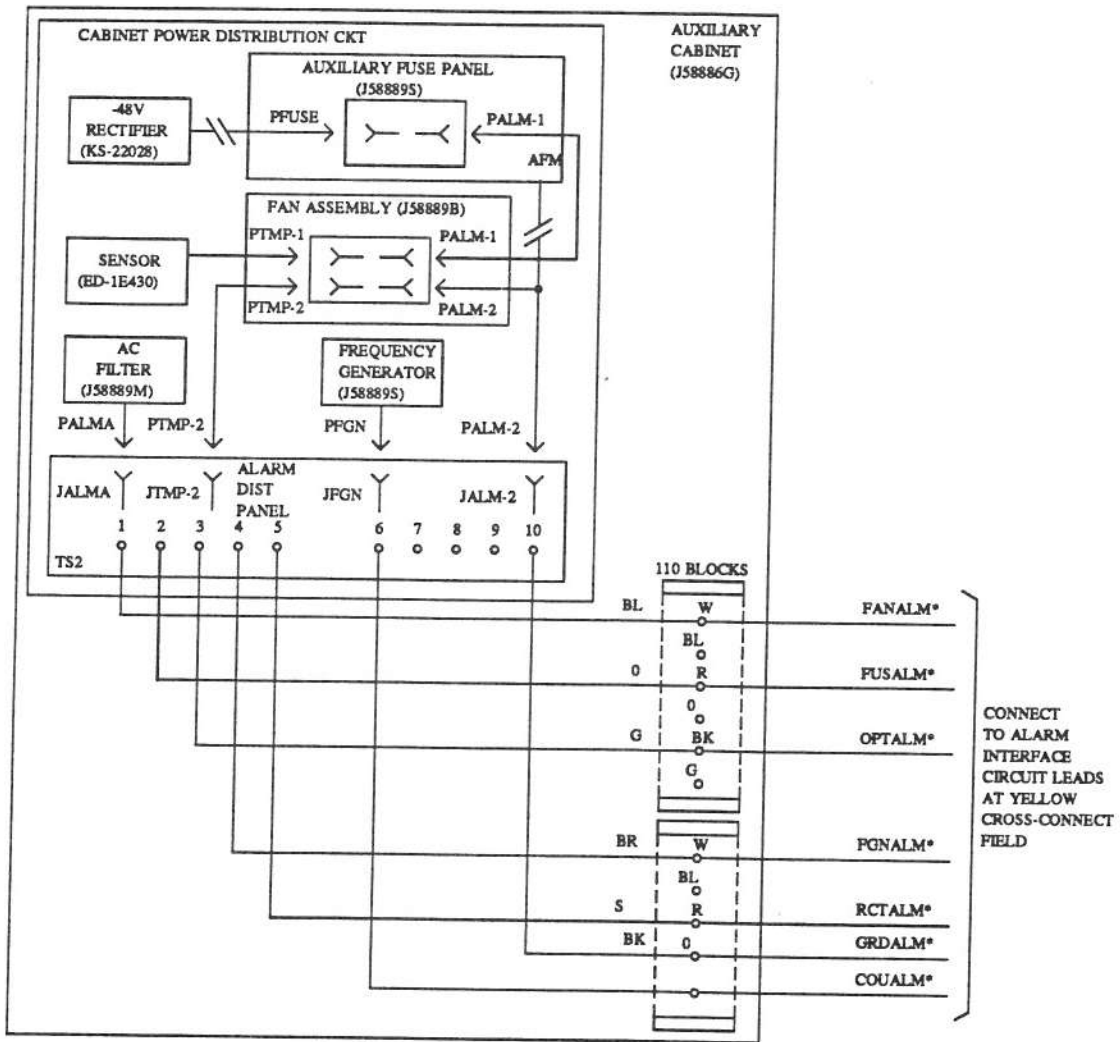 AUXILIARY
CABINET
(J58886G)
CABINET POWER DISTRIBUTION CKT
AUXILIARY FUSE PANEL
(J58889S)
-48V
RECTIFIER
(KS-22028)
PFUSE
PALM-1
AFM
FAN ASSEMBLY (J58889B)
PTMP-1
PALM-1
SENSOR
(ED-1E430)
PTMP-2
PALM-2
AC
FILTER
(J58889M)
FREQUENCY
GENERATOR
(J58889S)
PALMA
PTMP-2
PFGN
PALM-2
JALMA
JTMP-2
ALARM
DIST
PANEL
JFGN
JALM-2
1 2 3 4 5 6 7 8 9 10
TS2
110 BLOCKS
BL W FANALM*
BL
0 R FUSALM*
0
G BK OPTALM*
G
BR W FGNALM*
BL
S R RCTALM*
BK 0 GRDALM*
COUALM*
CONNECT
TO ALARM
INTERFACE
CIRCUIT LEADS
AT YELLOW
CROSS-CONNECT
FIELD